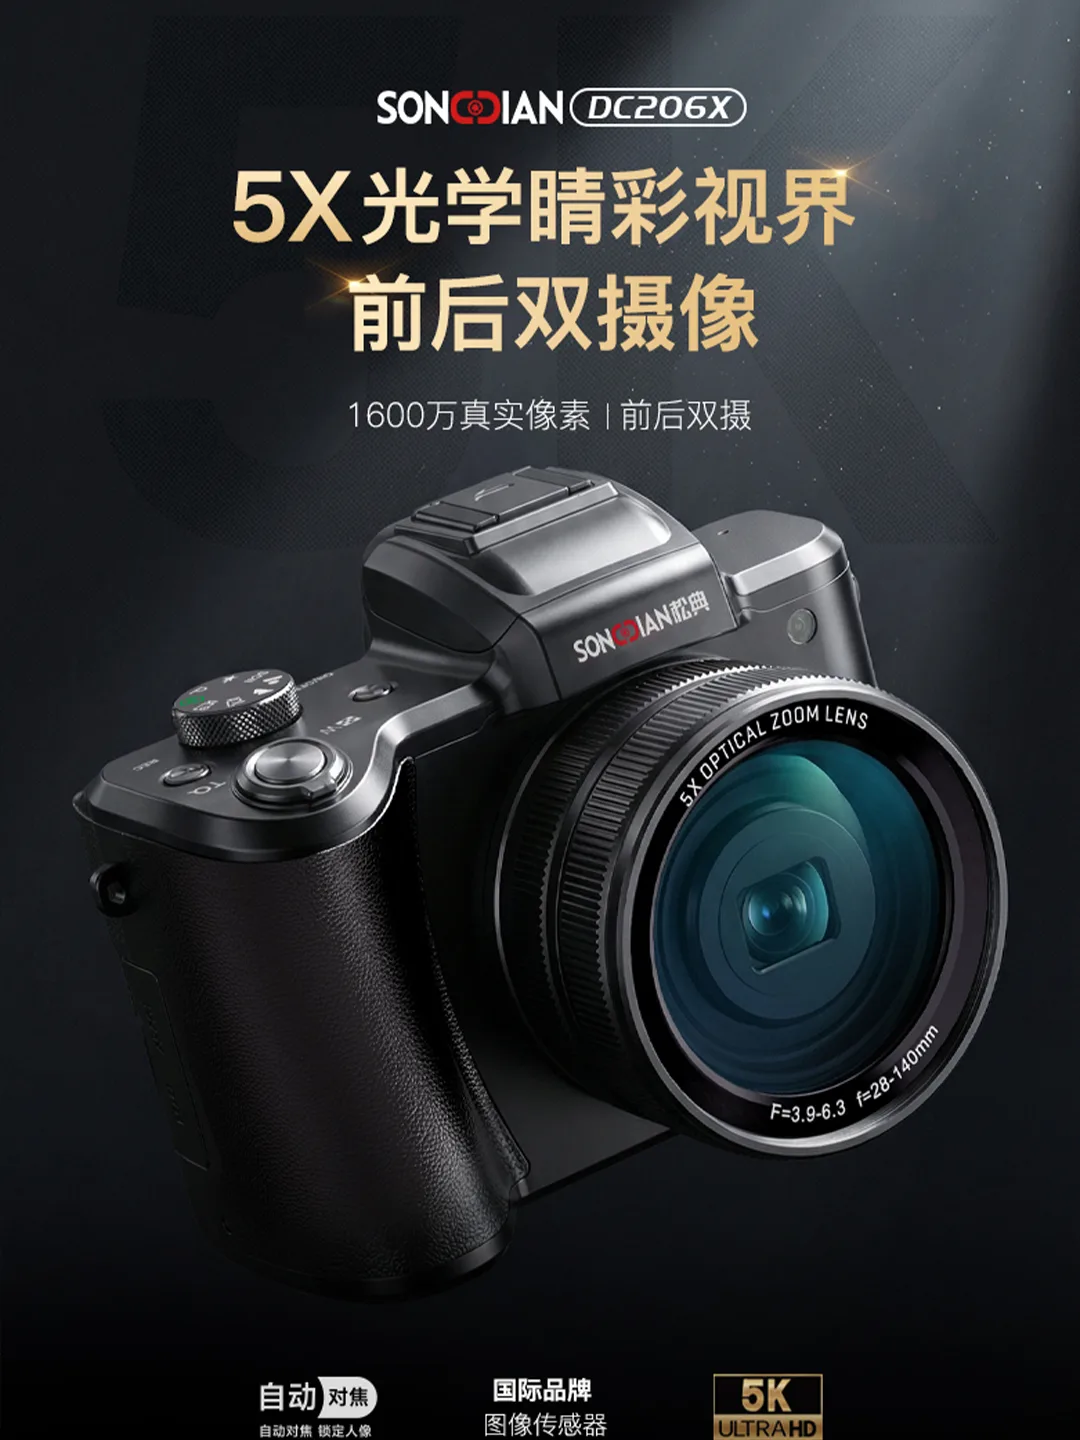 SONGDIAN DC206X
5X光学睛彩视界
前后双摄像
1600万真实像素 | 前后双摄
SONGDIAN松典
5X OPTICAL ZOOM LENS
F=3.9-6.3 f=28-140mm
自动 对焦
自动对焦 锁定人像
国际品牌
图像传感器
5K
ULTRA HD